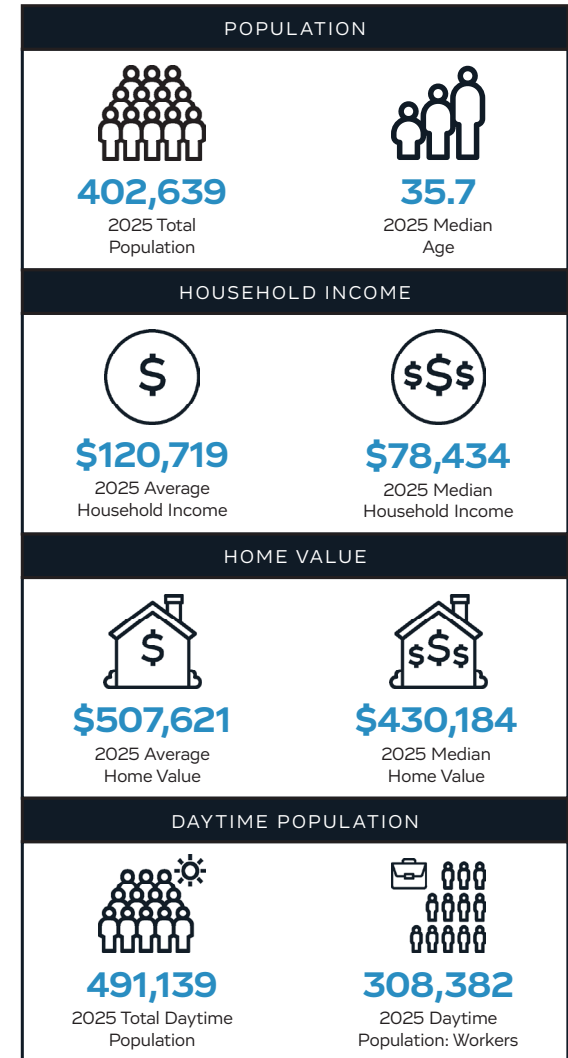 POPULATION
402,639
2025 Total
Population
35.7
2025 Median
Age
HOUSEHOLD INCOME
$
$120,719
2025 Average
Household Income
$$$
$78,434
2025 Median
Household Income
HOME VALUE
$
$507,621
2025 Average
Home Value
$$$
$430,184
2025 Median
Home Value
DAYTIME POPULATION
491,139
2025 Total Daytime
Population
308,382
2025 Daytime
Population: Workers